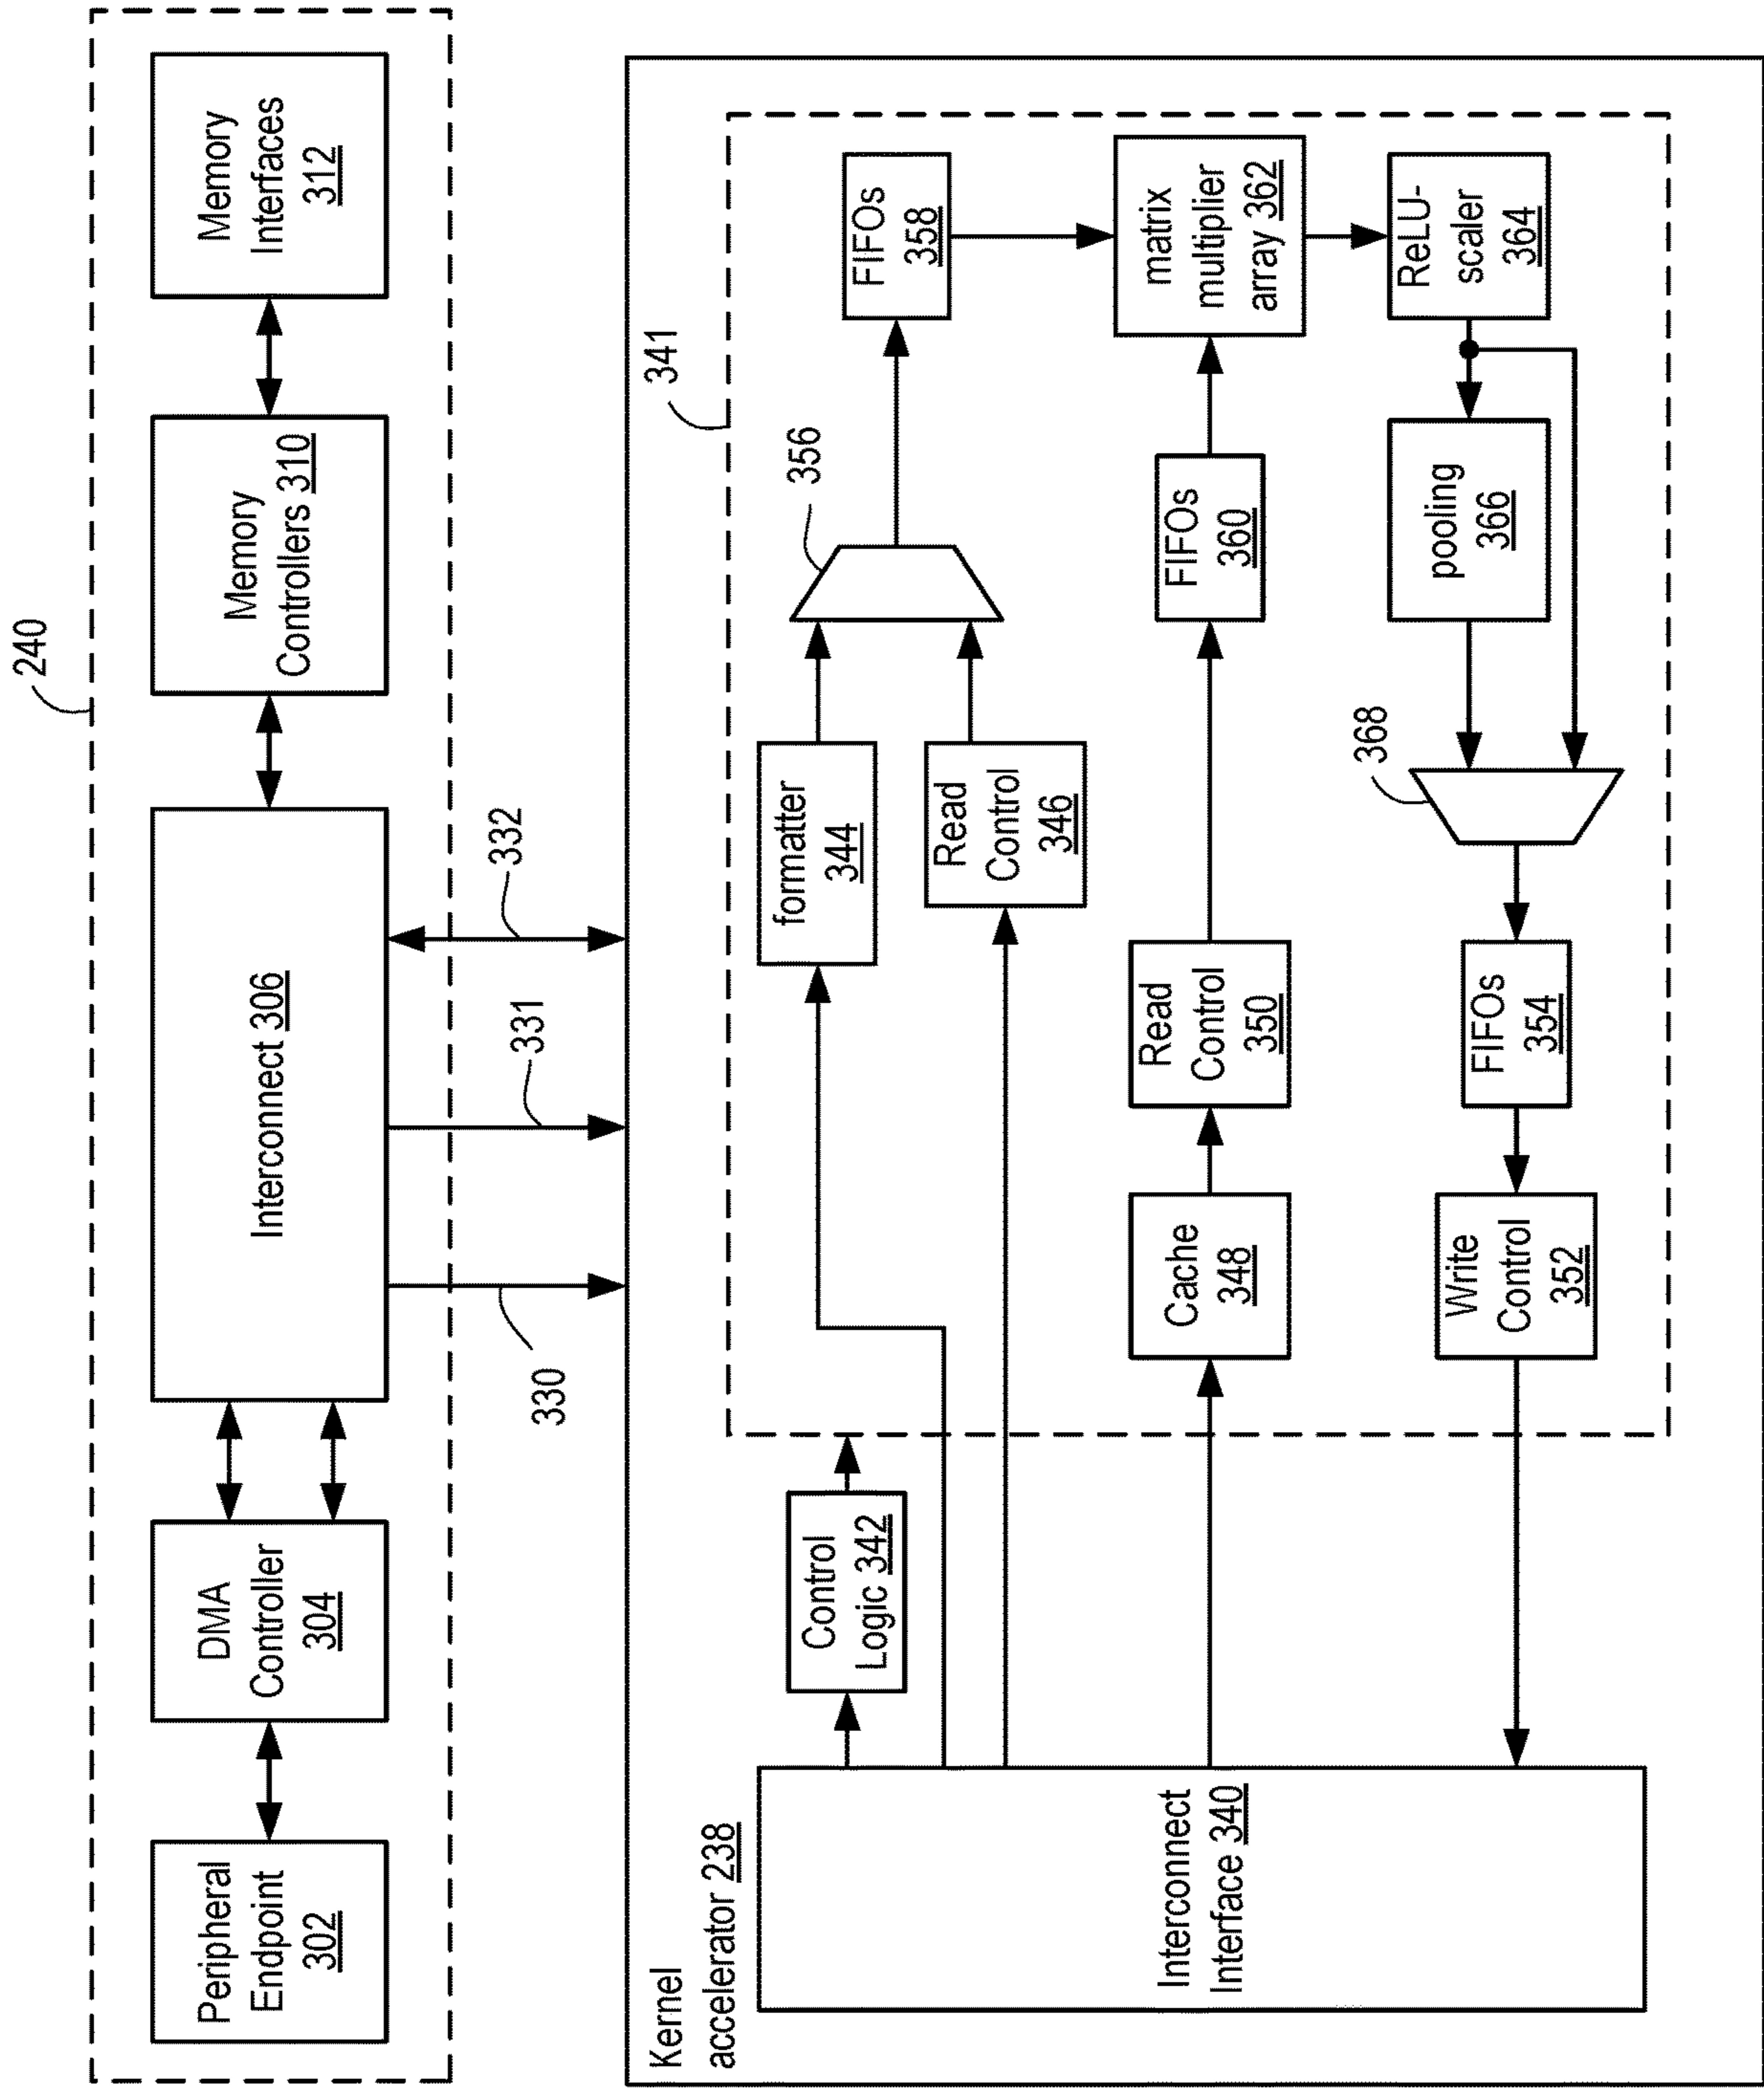 240
Peripheral
Endpoint
302
DMA
Controller
304
Interconnect 306
Memory
Controllers 310
Memory
Interfaces
312
330
331
332
Kernel
accelerator 238
341
Interconnect
Interface 340
Control
Logic 342
formatter
344
Read
Control
346
356
FIFOs
358
Cache
348
Read
Control
350
FIFOs
360
matrix
multiplier
array 362
Write
Control
352
FIFOs
354
368
pooling
366
ReLU-
scaler
364